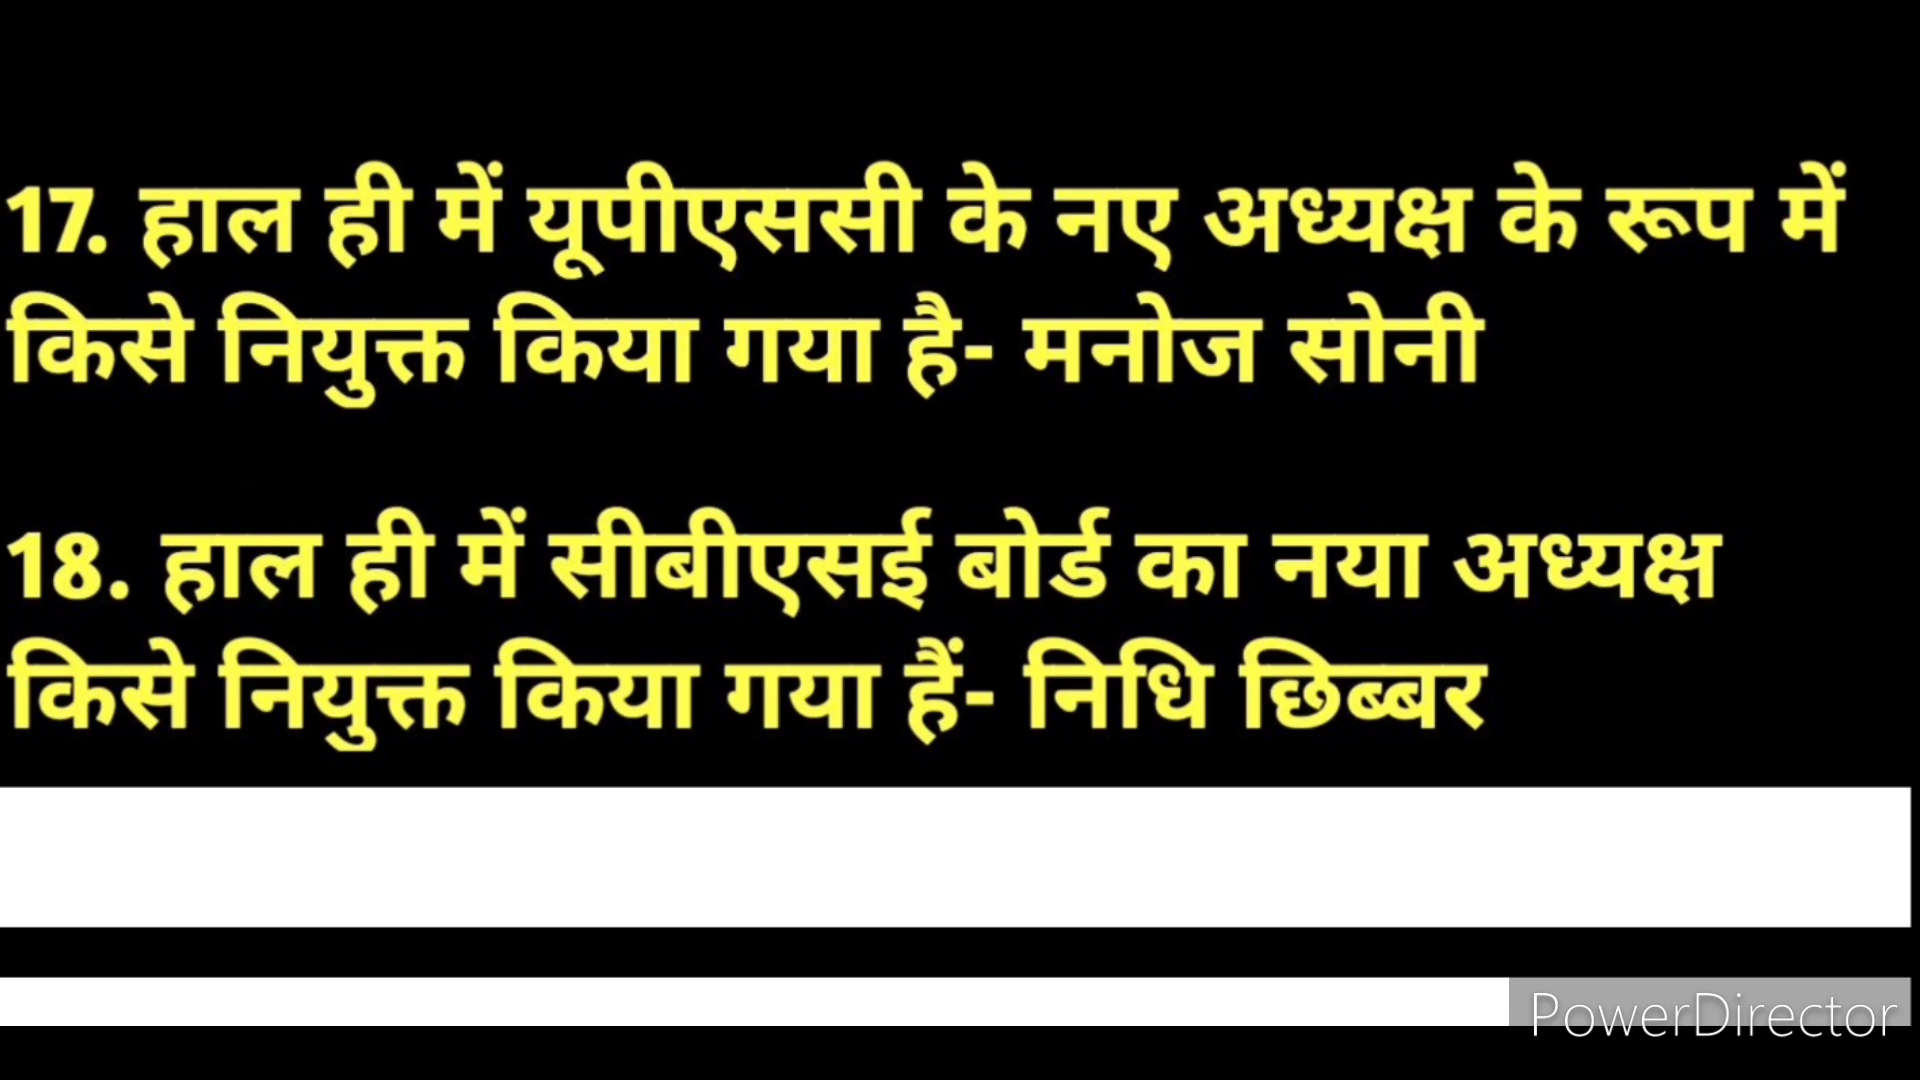 17. हाल ही में यूपीएससी के नए अध्यक्ष के रूप में
किसे नियुक्त किया गया है- मनोज सोनी
18. हाल ही में सीबीएसई बोर्ड का नया अध्यक्ष
किसे नियुक्त किया गया हैं- निधि छिब्बर
PowerDirector